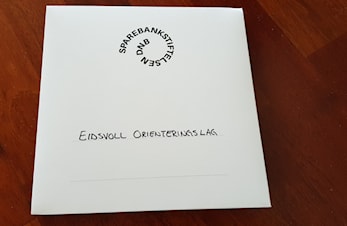 SPAREBANKSTIFTELSEN DNB
EIDSVOLL ORIENTERINGSLAG